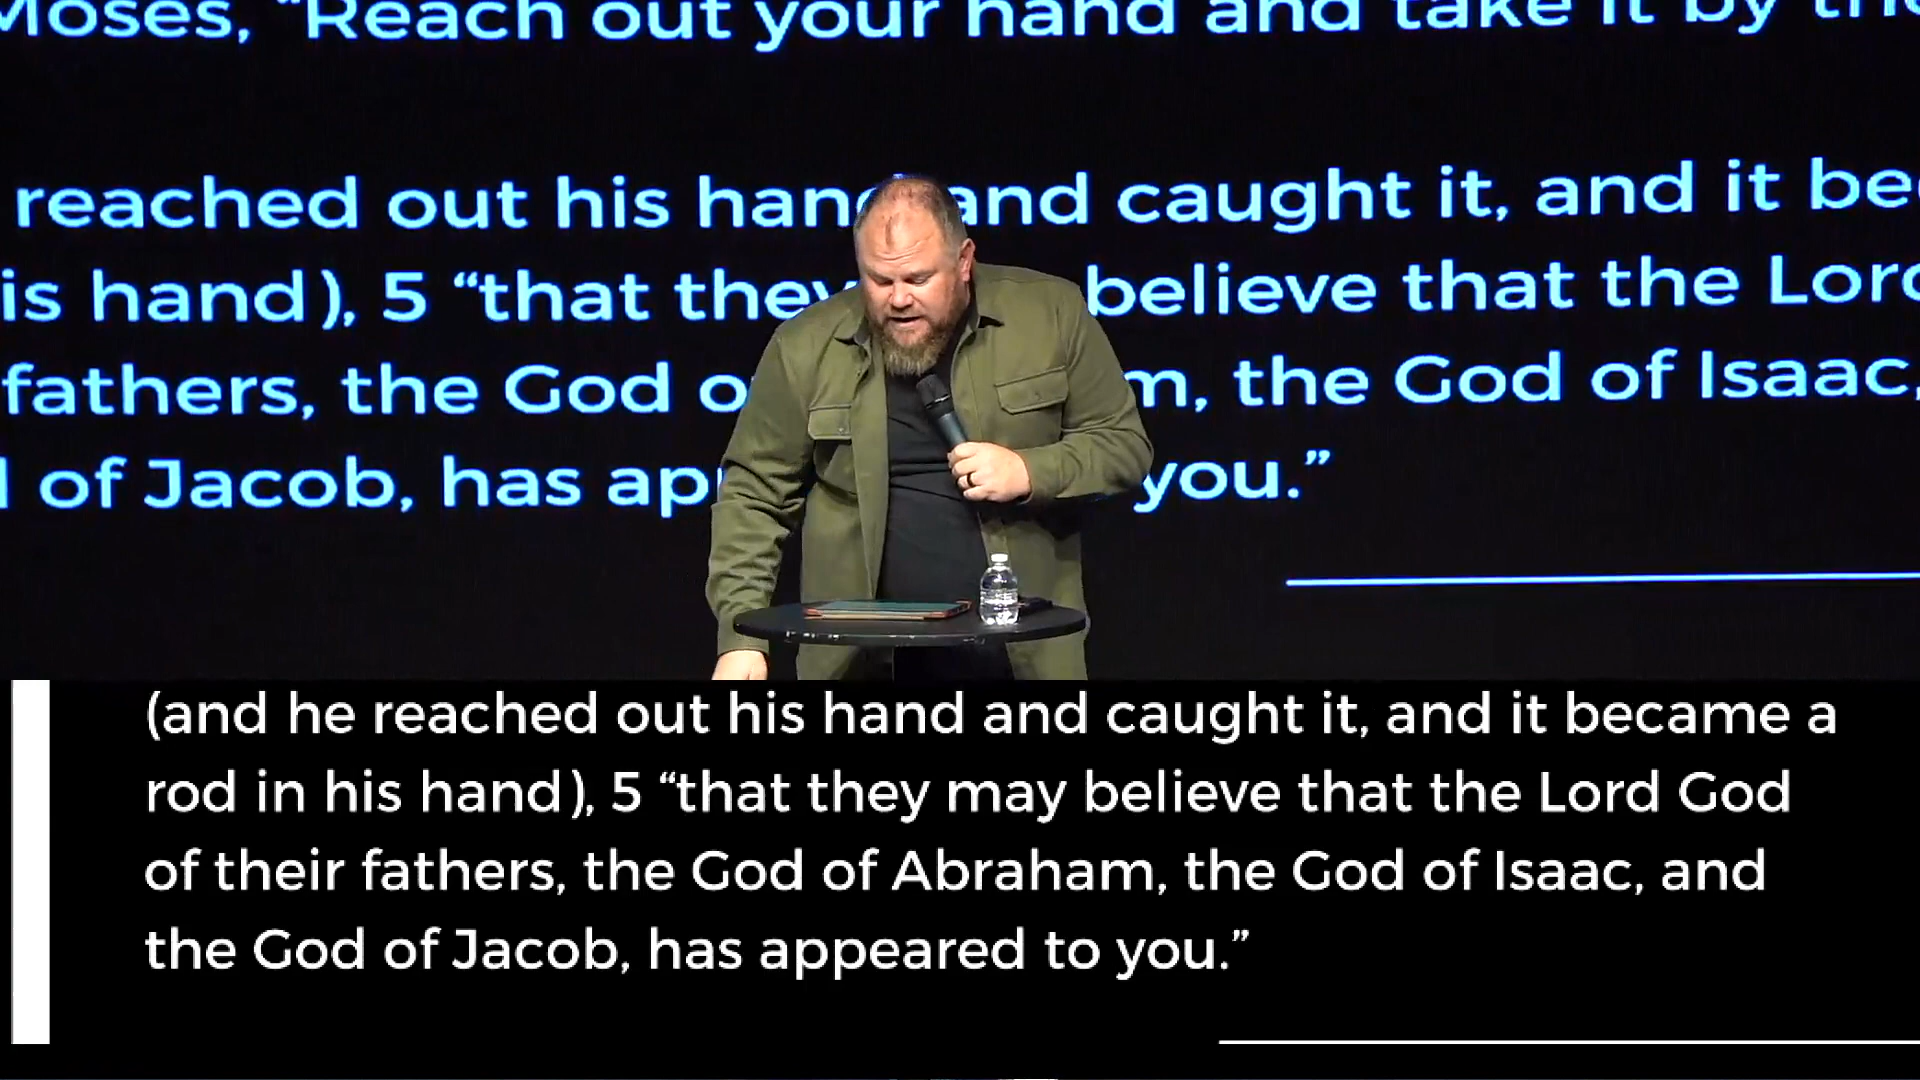 Moses, “Reach out your hand and take it by
reached out his hand and caught it, and it
is hand), 5 “that they believe that the Lord
fathers, the God the God of Isaac,
of Jacob, has you.”
(and he reached out his hand and caught it, and it became a
rod in his hand), 5 “that they may believe that the Lord God
of their fathers, the God of Abraham, the God of Isaac, and
the God of Jacob, has appeared to you.”